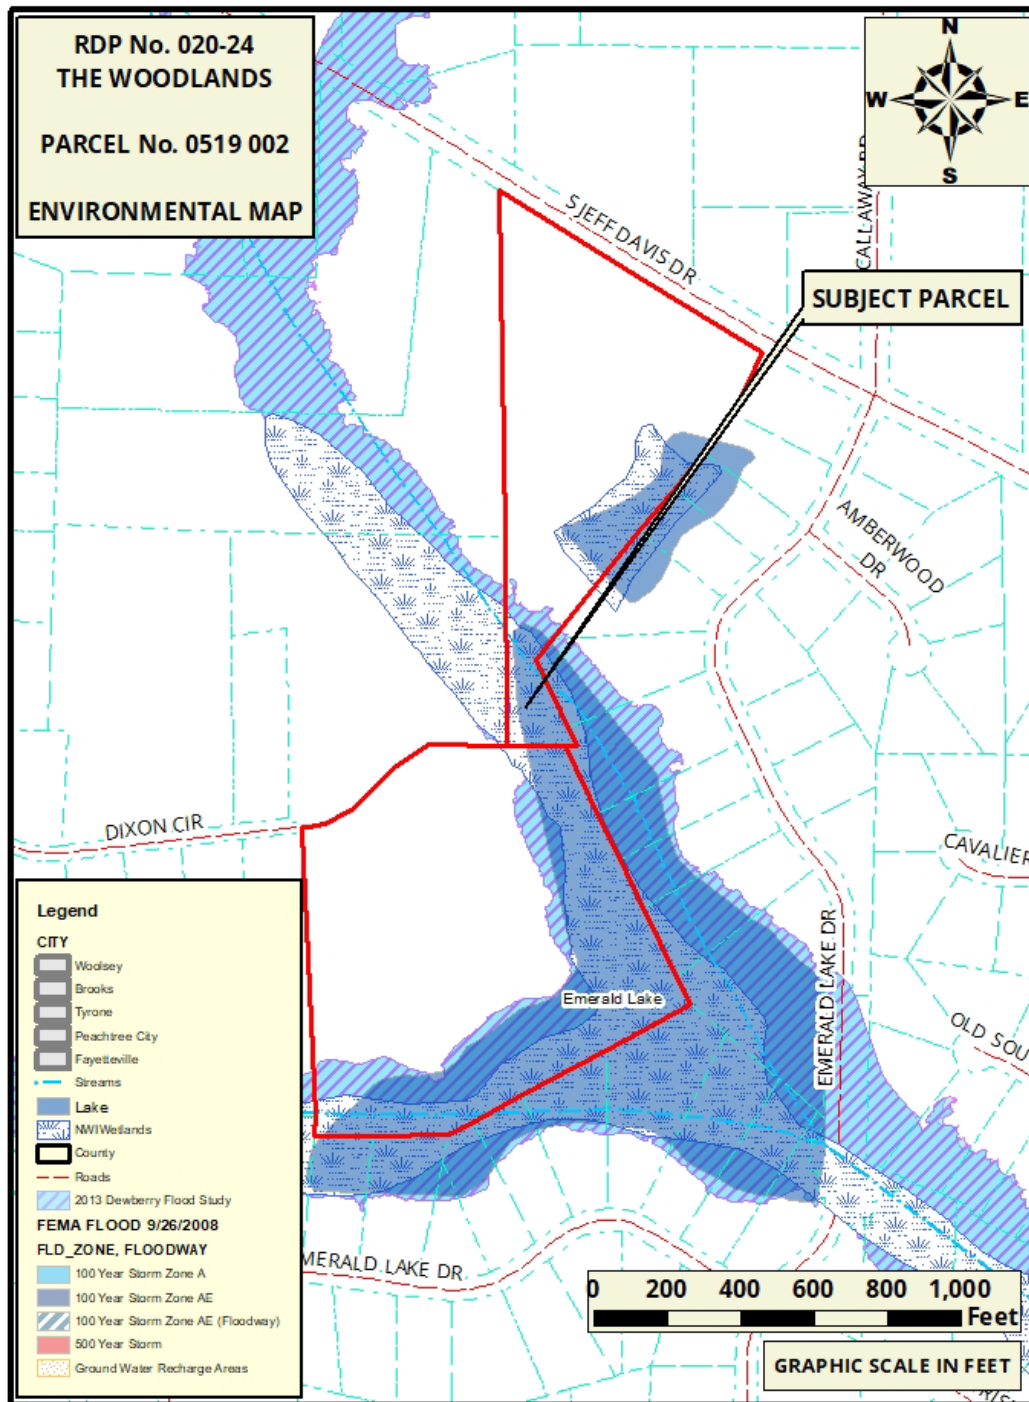 RDP No. 020-24
THE WOODLANDS
PARCEL No. 0519 002
ENVIRONMENTAL MAP
N
W
E
S
CALLAWAY RD
S JEFF DAVIS DR
SUBJECT PARCEL
AMBERWOOD
DR
DIXON CIR
CAVALIER
Emerald Lake
EMERALD LAKE DR
OLD SOU
MERALD LAKE DR
Legend
CITY
Woolsey
Brooks
Tyrone
Peachtree City
Fayetteville
Streams
Lake
NWI Wetlands
County
Roads
2013 Dewberry Flood Study
FEMA FLOOD 9/26/2008
FLD_ZONE, FLOODWAY
100 Year Storm Zone A
100 Year Storm Zone AE
100 Year Storm Zone AE (Floodway)
500 Year Storm
Ground Water Recharge Areas
0 200 400 600 800 1,000
Feet
GRAPHIC SCALE IN FEET